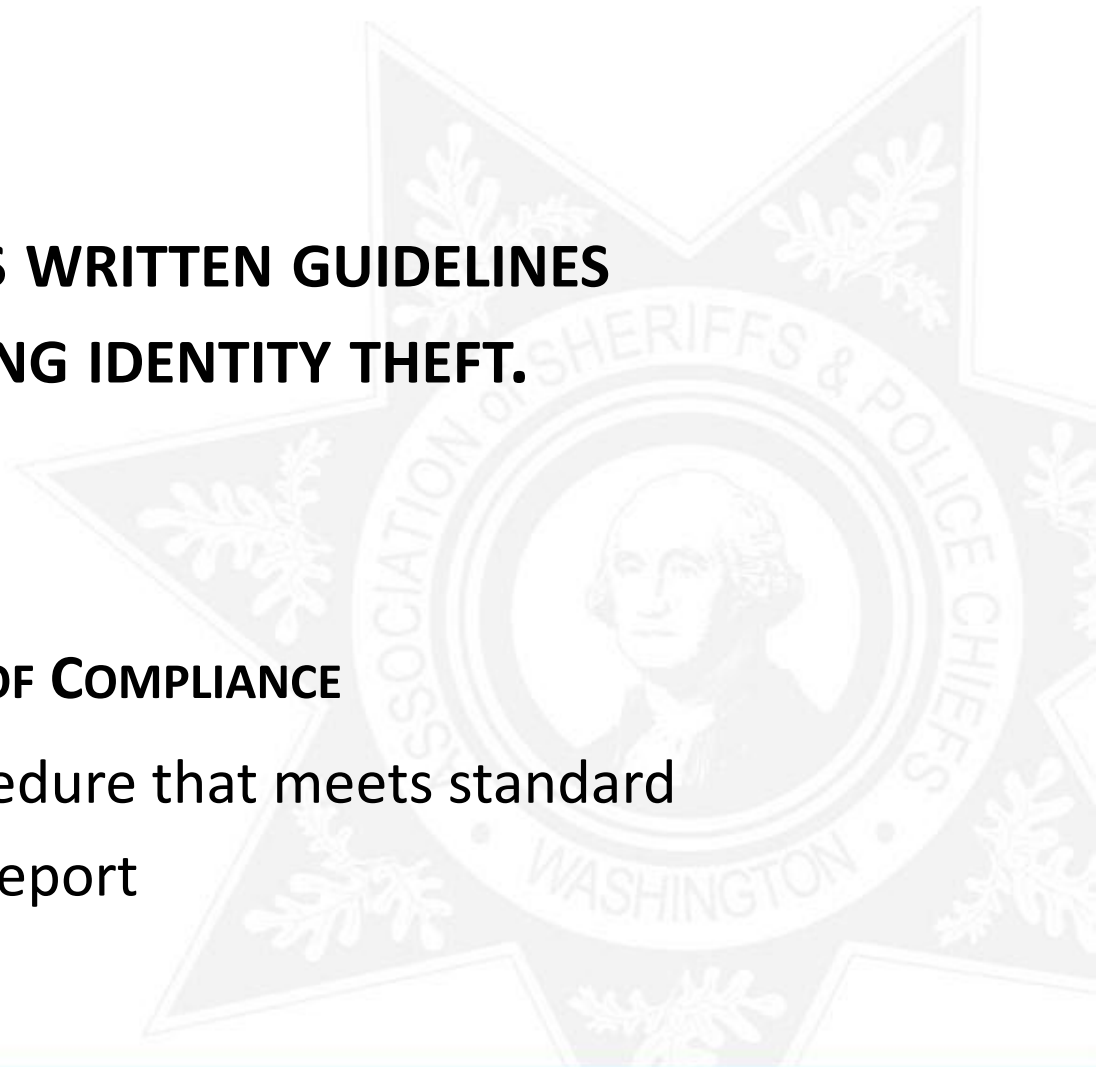 S WRITTEN GUIDELINES
NG IDENTITY THEFT.
OF COMPLIANCE
edure that meets standard
eport
ASSOCIATION OF SHERIFFS & POLICE CHIEFS
• WASHINGTON •